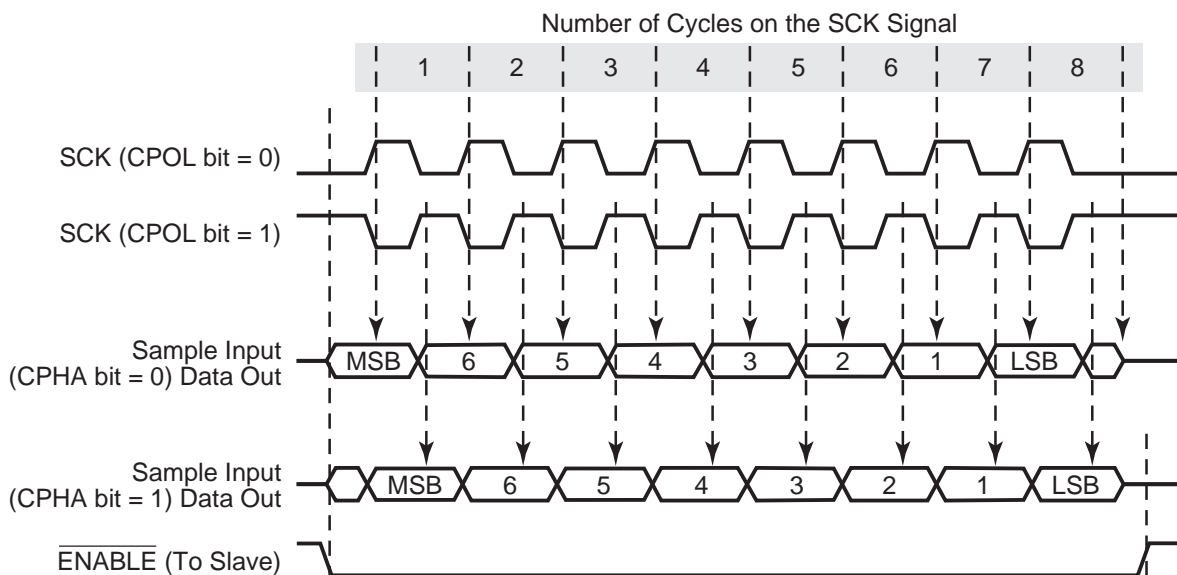 Number of Cycles on the SCK Signal
1 2 3 4 5 6 7 8
SCK (CPOL bit = 0)
SCK (CPOL bit = 1)
Sample Input
(CPHA bit = 0) Data Out
MSB 6 5 4 3 2 1 LSB
Sample Input
(CPHA bit = 1) Data Out
MSB 6 5 4 3 2 1 LSB
ENABLE (To Slave)